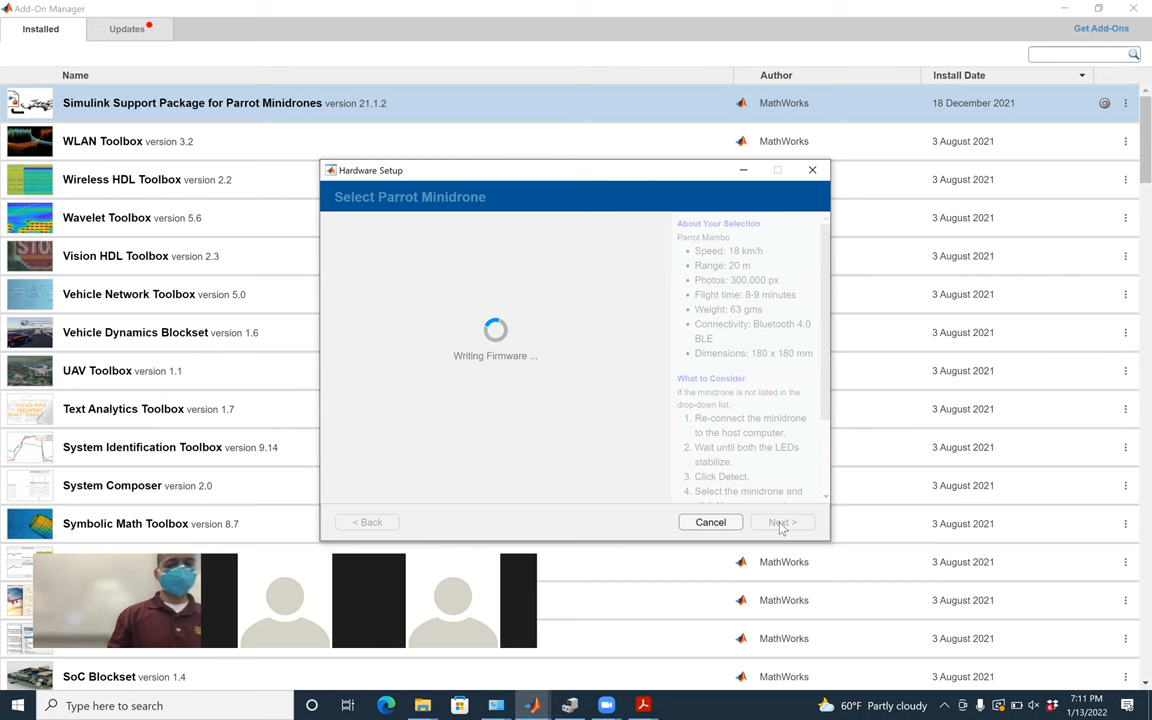 Add-On Manager
Installed
Updates
Get Add-Ons
Name
Author
Install Date
Simulink Support Package for Parrot Minidrones version 21.1.2
MathWorks
18 December 2021
WLAN Toolbox version 3.2
MathWorks
3 August 2021
Wireless HDL Toolbox version 2.2
3 August 2021
Wavelet Toolbox version 5.6
3 August 2021
Vision HDL Toolbox version 2.3
3 August 2021
Vehicle Network Toolbox version 5.0
3 August 2021
Vehicle Dynamics Blockset version 1.6
3 August 2021
UAV Toolbox version 1.1
3 August 2021
Text Analytics Toolbox version 1.7
3 August 2021
System Identification Toolbox version 9.14
3 August 2021
System Composer version 2.0
3 August 2021
Symbolic Math Toolbox version 8.7
3 August 2021
MathWorks
3 August 2021
MathWorks
3 August 2021
MathWorks
3 August 2021
SoC Blockset version 1.4
MathWorks
3 August 2021
Hardware Setup
Select Parrot Minidrone
Writing Firmware ...
About Your Selection
Parrot Mambo
• Speed: 18 km/h
• Range: 20 m
• Photos: 300,000 px
• Flight time: 8-9 minutes
• Weight: 63 gms
• Connectivity: Bluetooth 4.0
BLE
• Dimensions: 180 x 180 mm
What to Consider
If the minidrone is not listed in the
drop-down list.
1. Re-connect the minidrone
to the host computer.
2. Wait until both the LEDs
stabilize.
3. Click Detect.
4. Select the minidrone and
< Back
Cancel
Next >
Type here to search
60°F Partly cloudy
7:11 PM
1/13/2022